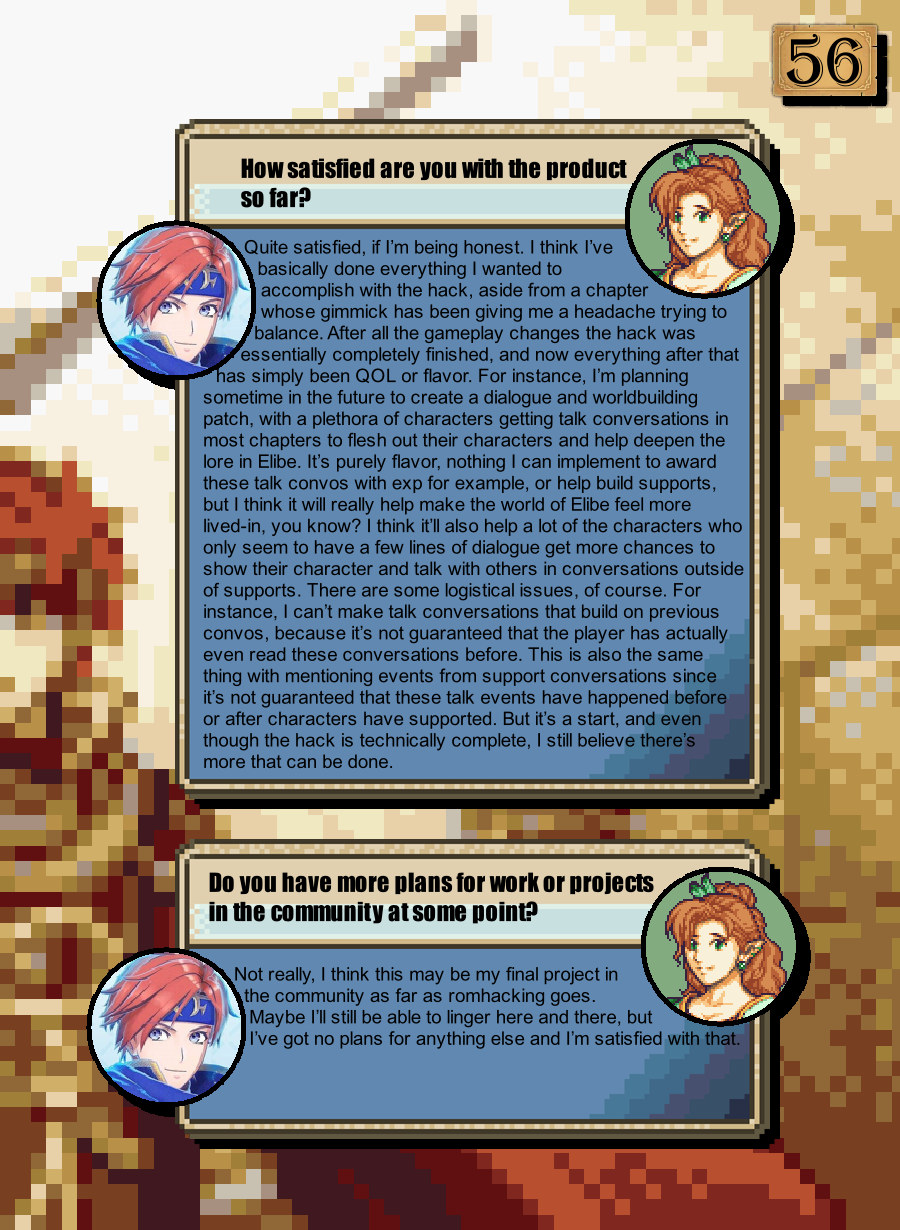 56
How satisfied are you with the product
so far?
Quite satisfied, if I'm being honest. I think I've
basically done everything I wanted to
accomplish with the hack, aside from a chapter
whose gimmick has been giving me a headache trying to
balance. After all the gameplay changes the hack was
essentially completely finished, and now everything after that
has simply been QOL or flavor. For instance, I'm planning
sometime in the future to create a dialogue and worldbuilding
patch, with a plethora of characters getting talk conversations in
most chapters to flesh out their characters and help deepen the
lore in Elibe. It's purely flavor, nothing I can implement to award
these talk convos with exp for example, or help build supports,
but I think it will really help make the world of Elibe feel more
lived-in, you know? I think it'll also help a lot of the characters who
only seem to have a few lines of dialogue get more chances to
show their character and talk with others in conversations outside
of supports. There are some logistical issues, of course. For
instance, I can't make talk conversations that build on previous
convos, because it's not guaranteed that the player has actually
even read these conversations before. This is also the same
thing with mentioning events from support conversations since
it's not guaranteed that these talk events have happened before
or after characters have supported. But it's a start, and even
though the hack is technically complete, I still believe there's
more that can be done.
Do you have more plans for work or projects
in the community at some point?
Not really, I think this may be my final project in
the community as far as romhacking goes.
Maybe I'll still be able to linger here and there, but
I've got no plans for anything else and I'm satisfied with that.